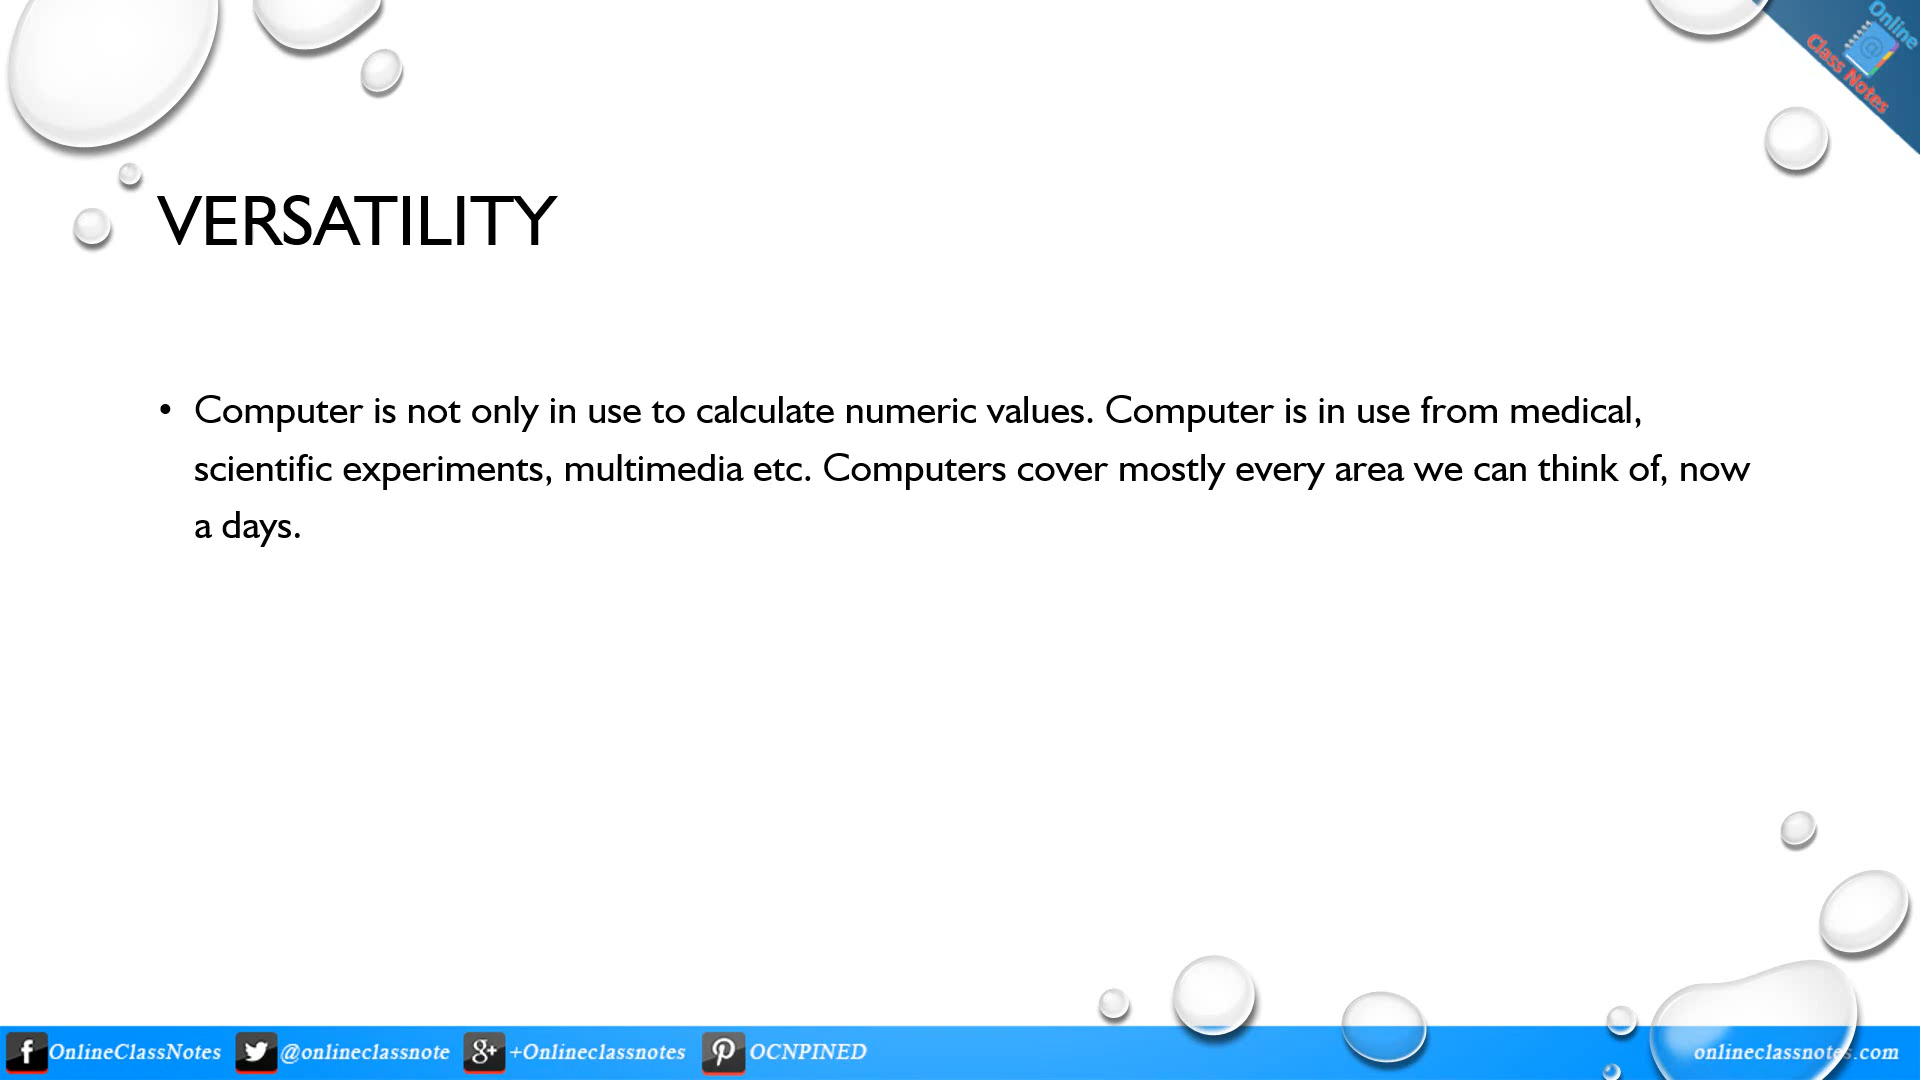 Online
Class Notes
VERSATILITY
• Computer is not only in use to calculate numeric values. Computer is in use from medical,
scientific experiments, multimedia etc. Computers cover mostly every area we can think of, now
a days.
OnlineClassNotes @onlineclassnote +Onlineclassnotes OCNPINED onlineclassnotes.com